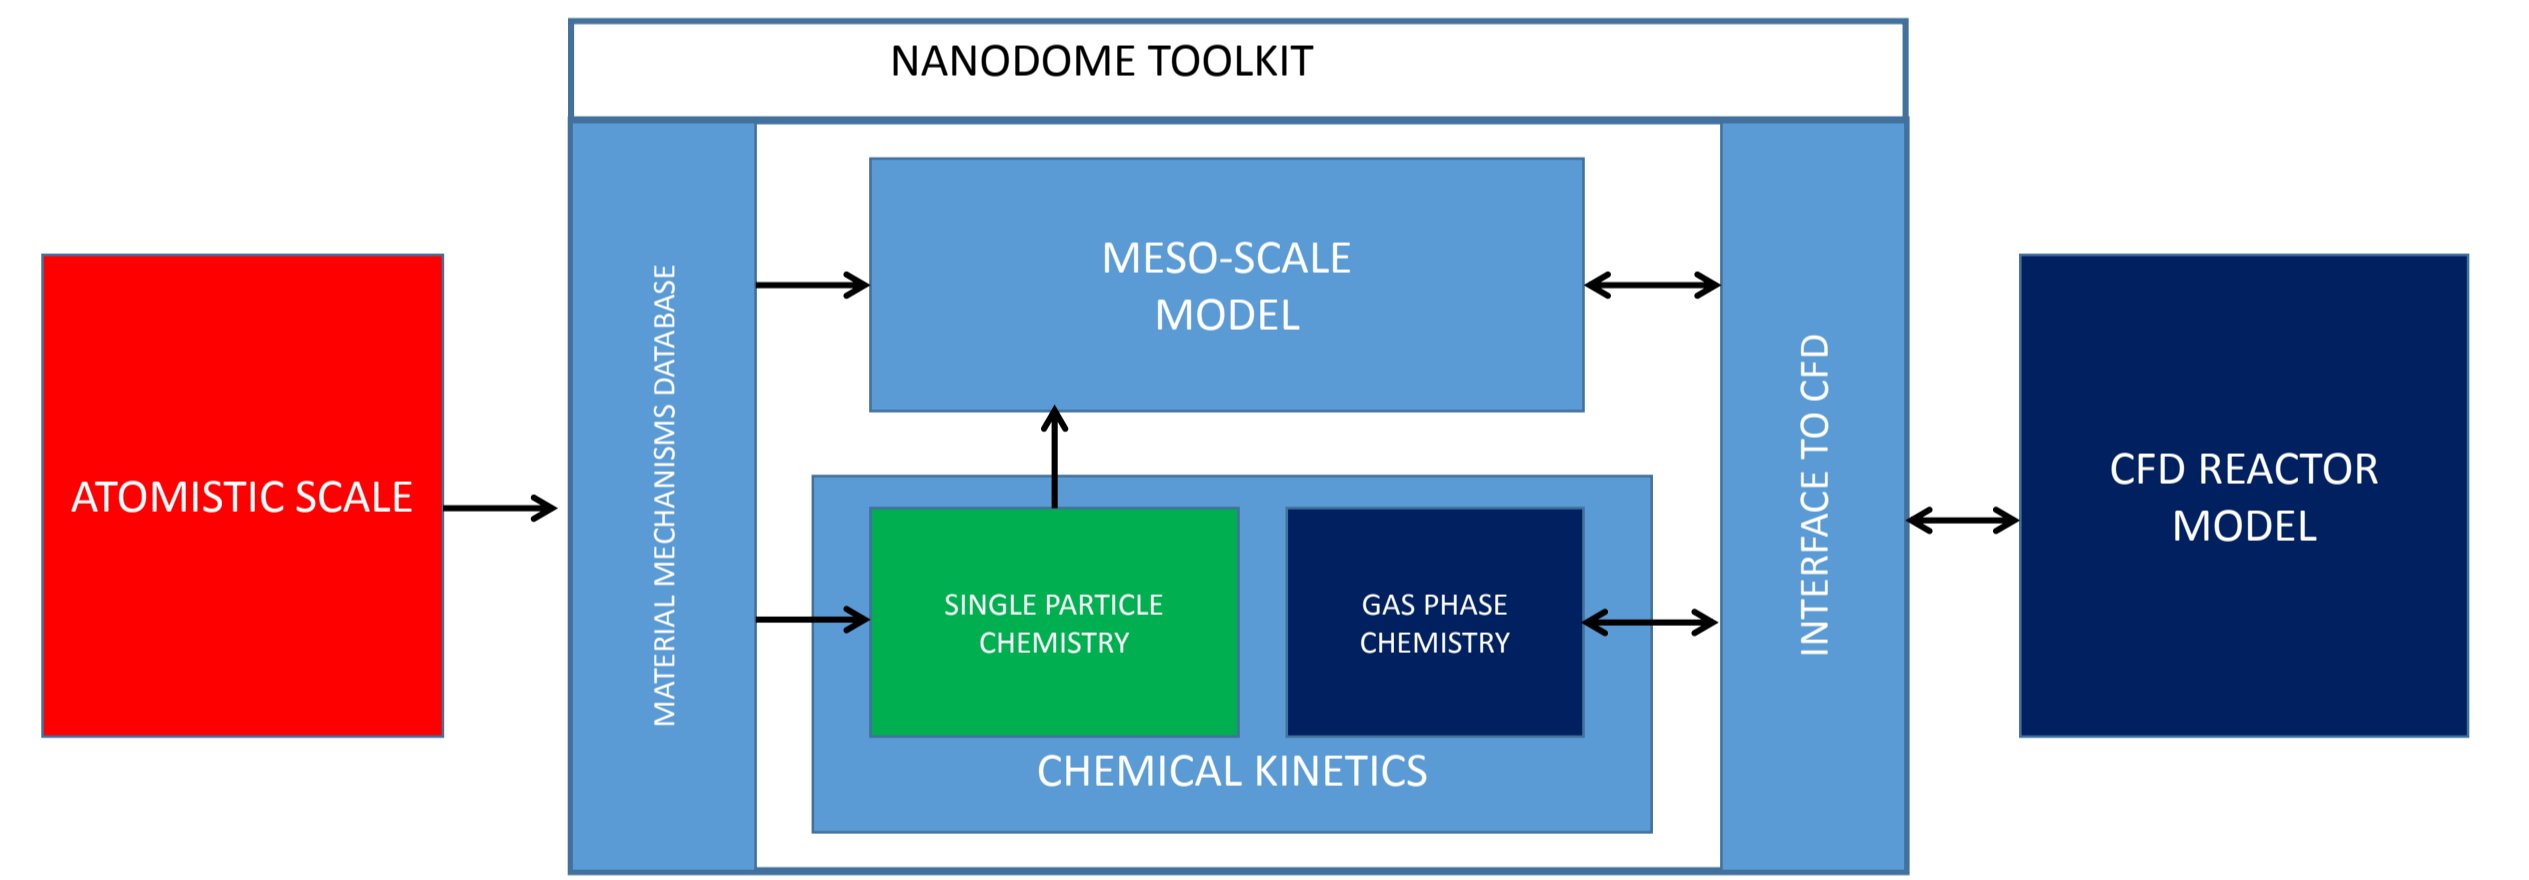 NANODOME TOOLKIT
ATOMISTIC SCALE
MATERIAL MECHANISMS DATABASE
MESO-SCALE
MODEL
SINGLE PARTICLE
CHEMISTRY
GAS PHASE
CHEMISTRY
CHEMICAL KINETICS
INTERFACE TO CFD
CFD REACTOR
MODEL